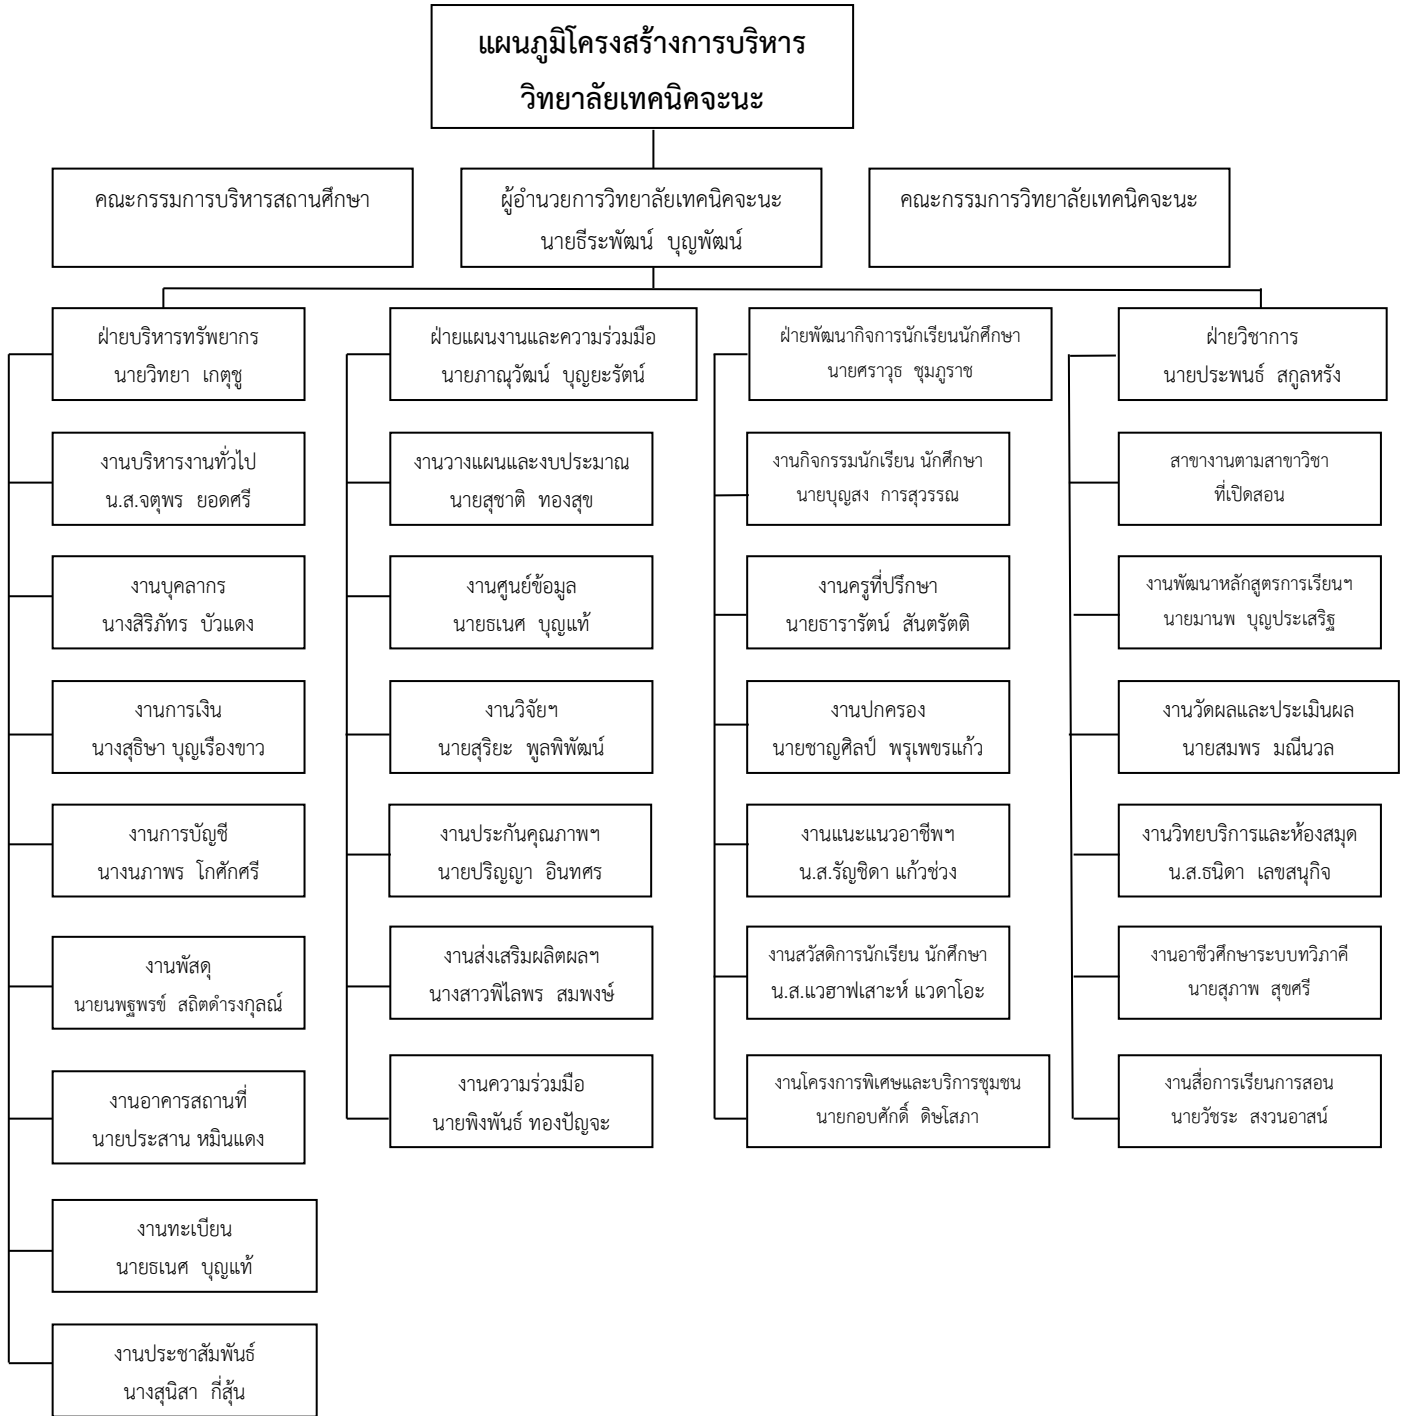 แผนภูมิโครงสร้างการบริหาร
วิทยาลัยเทคนิคจะนะ
คณะกรรมการบริหารสถานศึกษา
ผู้อำนวยการวิทยาลัยเทคนิคจะนะ
นายธีระพัฒน์ บุญพัฒน์
คณะกรรมการวิทยาลัยเทคนิคจะนะ
ฝ่ายบริหารทรัพยากร
นายวิทยา เกตุชู
งานบริหารงานทั่วไป
น.ส.จตุพร ยอดศรี
งานบุคลากร
นางสิริภัทร บัวแดง
งานการเงิน
นางสุธิษา บุญเรืองขาว
งานการบัญชี
นางนภาพร โกศักศรี
งานพัสดุ
นายนพฐพรข์ สถิตดำรงกุลณ์
งานอาคารสถานที่
นายประสาน หมินแดง
งานทะเบียน
นายธเนศ บุญแท้
งานประชาสัมพันธ์
นางสุนิสา กี่สุ้น
ฝ่ายแผนงานและความร่วมมือ
นายภาณุวัฒน์ บุญยะรัตน์
งานวางแผนและงบประมาณ
นายสุชาติ ทองสุข
งานศูนย์ข้อมูล
นายธเนศ บุญแท้
งานวิจัยฯ
นายสุริยะ พูลพิพัฒน์
งานประกันคุณภาพฯ
นายปริญญา อินทศร
งานส่งเสริมผลิตผลฯ
นางสาวพิไลพร สมพงษ์
งานความร่วมมือ
นายพิงพันธ์ ทองปัญจะ
ฝ่ายพัฒนากิจการนักเรียนนักศึกษา
นายศราวุธ ชุมภูราช
งานกิจกรรมนักเรียน นักศึกษา
นายบุญสง การสุวรรณ
งานครูที่ปรึกษา
นายธารารัตน์ สันตรัตติ
งานปกครอง
นายชาญศิลป์ พรุเพขรแก้ว
งานแนะแนวอาชีพฯ
น.ส.รัญชิดา แก้วช่วง
งานสวัสดิการนักเรียน นักศึกษา
น.ส.แวฮาฟเสาะห์ แวดาโอะ
งานโครงการพิเศษและบริการชุมชน
นายกอบศักดิ์ ดิษโสภา
ฝ่ายวิชาการ
นายประพนธ์ สกูลหรัง
สาขางานตามสาขาวิชา
ที่เปิดสอน
งานพัฒนาหลักสูตรการเรียนฯ
นายมานพ บุญประเสริฐ
งานวัดผลและประเมินผล
นายสมพร มณีนวล
งานวิทยบริการและห้องสมุด
น.ส.ธนิดา เลขสนุกิจ
งานอาชีวศึกษาระบบทวิภาคี
นายสุภาพ สุขศรี
งานสื่อการเรียนการสอน
นายวัชระ สงวนอาสน์